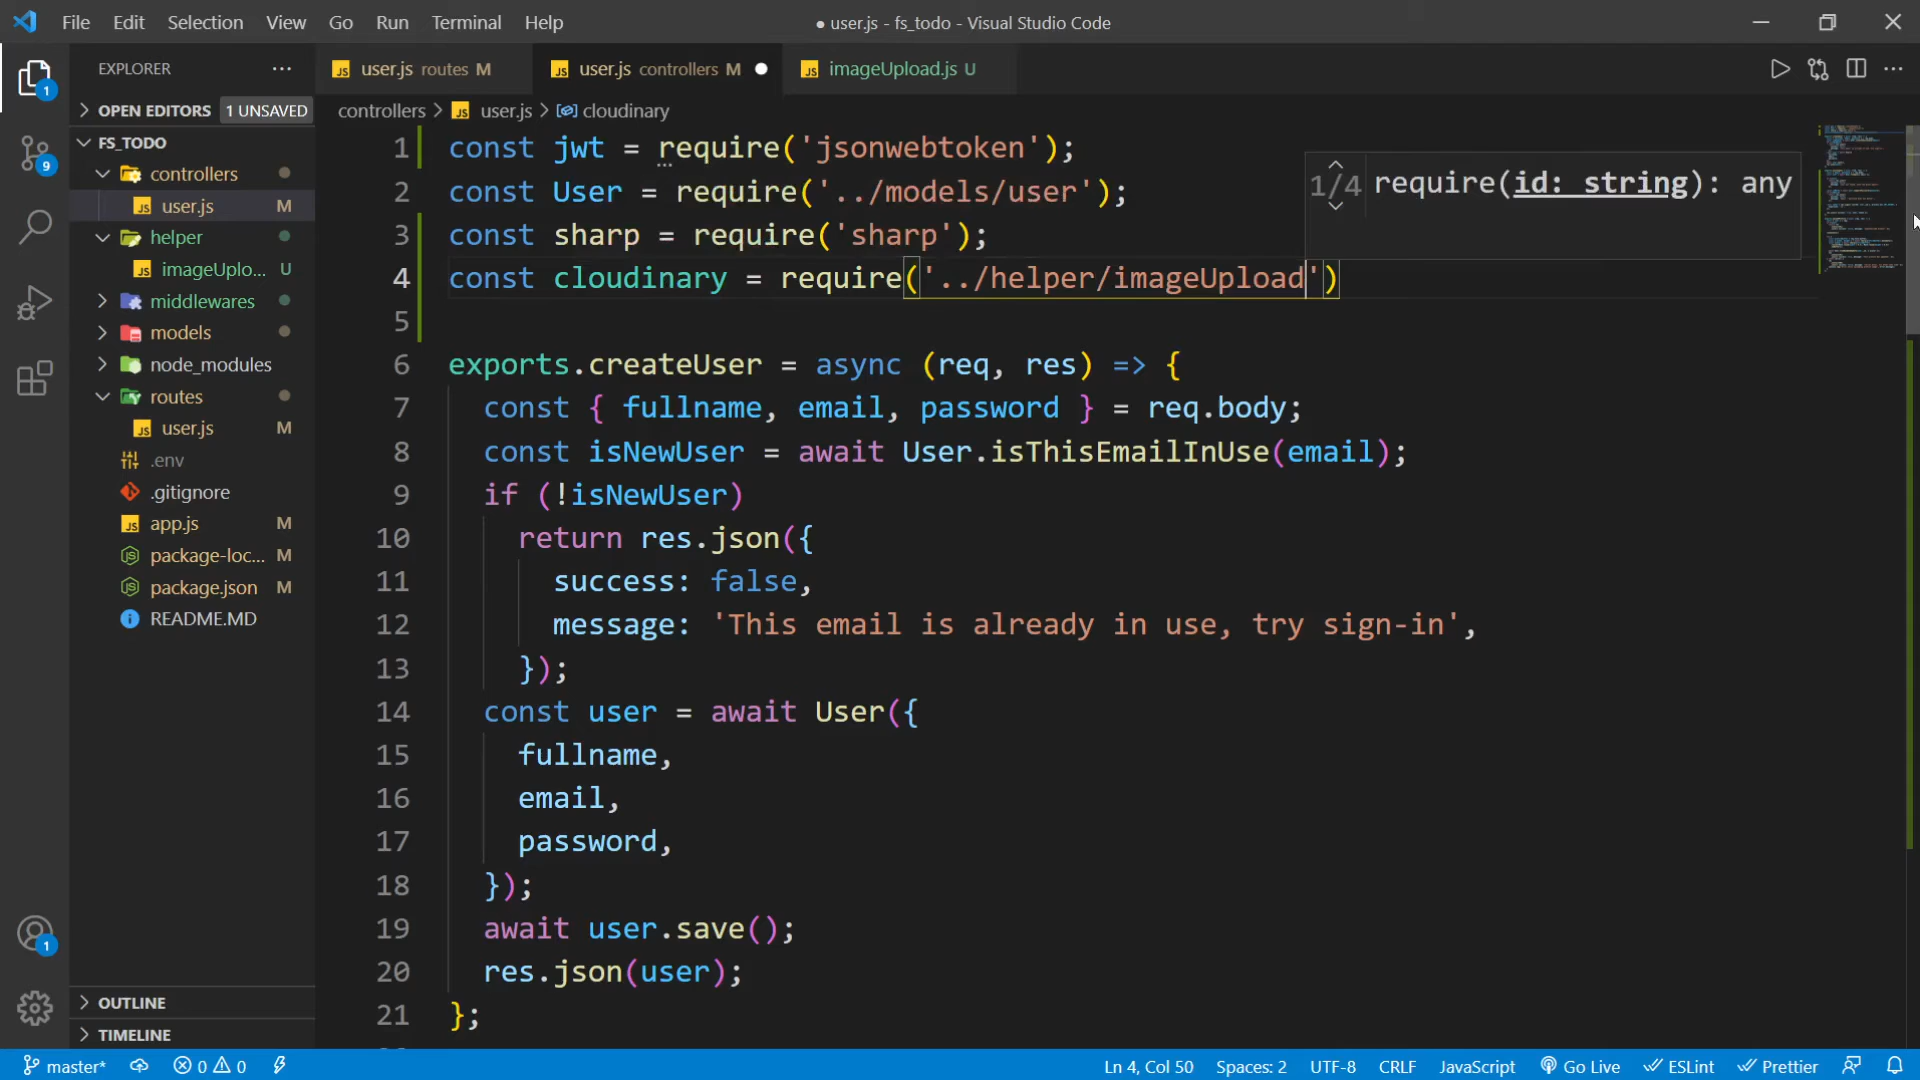 File Edit Selection View Go Run Terminal Help
● user.js - fs_todo - Visual Studio Code
EXPLORER
user.js routes M
user.js controllers M
imageUpload.js U
OPEN EDITORS 1 UNSAVED
FS_TODO
controllers
user.js M
helper
imageUplo... U
middlewares
models
node_modules
routes
user.js M
.env
.gitignore
app.js M
package-loc... M
package.json M
README.MD
OUTLINE
TIMELINE
1
9
1
controllers > user.js > cloudinary
1 const jwt = require('jsonwebtoken');
2 const User = require('../models/user');
3 const sharp = require('sharp');
4 const cloudinary = require('../helper/imageUpload')
5
6 exports.createUser = async (req, res) => {
7 const { fullname, email, password } = req.body;
8 const isNewUser = await User.isThisEmailInUse(email);
9 if (!isNewUser)
10 return res.json({
11 success: false,
12 message: 'This email is already in use, try sign-in',
13 });
14 const user = await User({
15 fullname,
16 email,
17 password,
18 });
19 await user.save();
20 res.json(user);
21 };
1/4 require(id: string): any
master* 0 0
Ln 4, Col 50 Spaces: 2 UTF-8 CRLF JavaScript Go Live ESLint Prettier